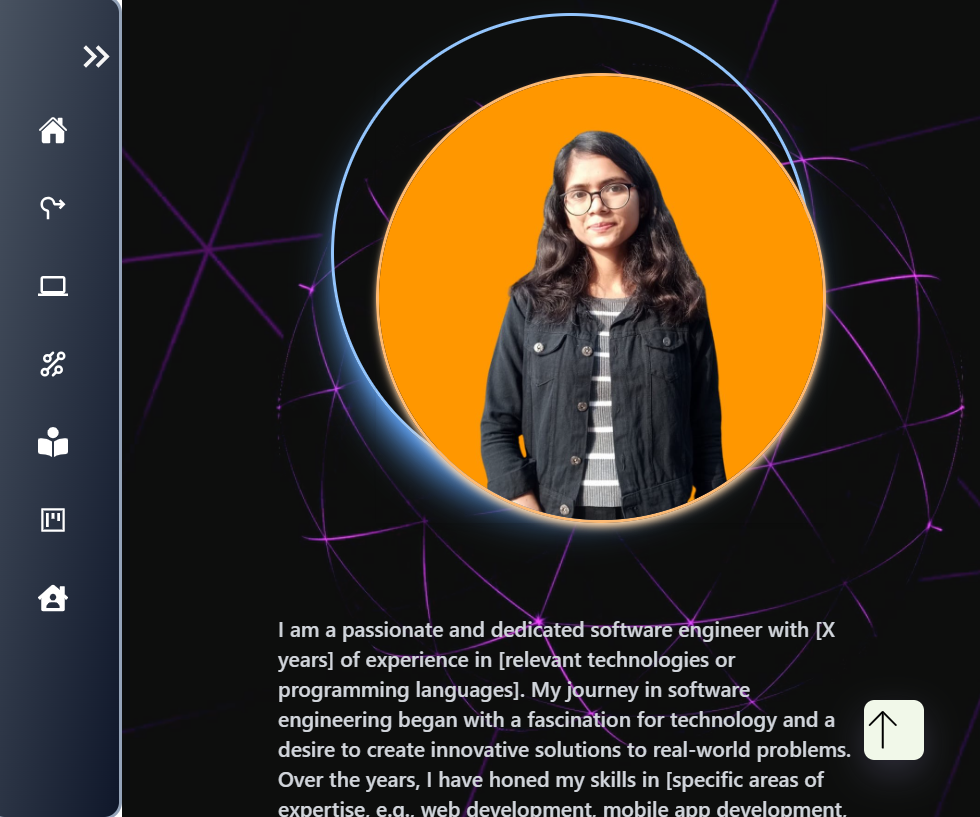 I am a passionate and dedicated software engineer with [X
years] of experience in [relevant technologies or
programming languages]. My journey in software
engineering began with a fascination for technology and a
desire to create innovative solutions to real-world problems.
Over the years, I have honed my skills in [specific areas of
expertise, e.g., web development, mobile app development,